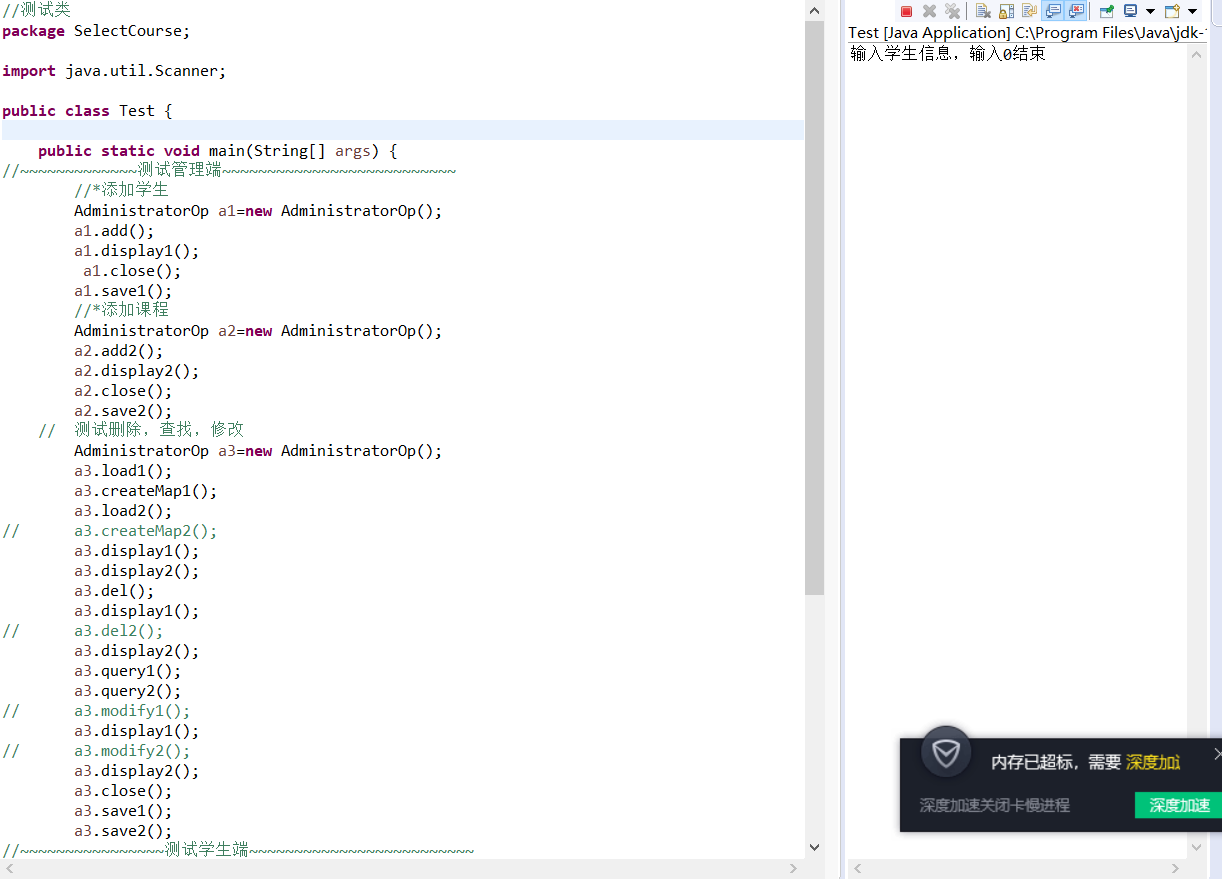 //测试类
package SelectCourse;
import java.util.Scanner;
public class Test {
public static void main(String[] args) {
//~~~~~~~~~~~~~测试管理端~~~~~~~~~~~~~~~~~~~~~~~~~~
//*添加学生
AdministratorOp a1=new AdministratorOp();
a1.add();
a1.display1();
a1.close();
a1.save1();
//*添加课程
AdministratorOp a2=new AdministratorOp();
a2.add2();
a2.display2();
a2.close();
a2.save2();
// 测试删除，查找，修改
AdministratorOp a3=new AdministratorOp();
a3.load1();
a3.createMap1();
a3.load2();
// a3.createMap2();
a3.display1();
a3.display2();
a3.del();
a3.display1();
// a3.del2();
a3.display2();
a3.query1();
a3.query2();
// a3.modify1();
a3.display1();
// a3.modify2();
a3.display2();
a3.close();
a3.save1();
a3.save2();
//~~~~~~~~~~~~~~~~测试学生端~~~~~~~~~~~~~~~~~~~~~~~~~
Test [Java Application] C:\Program Files\Java\jdk-
输入学生信息，输入0结束
内存已超标，需要 深度加
深度加速关闭卡慢进程
深度加速